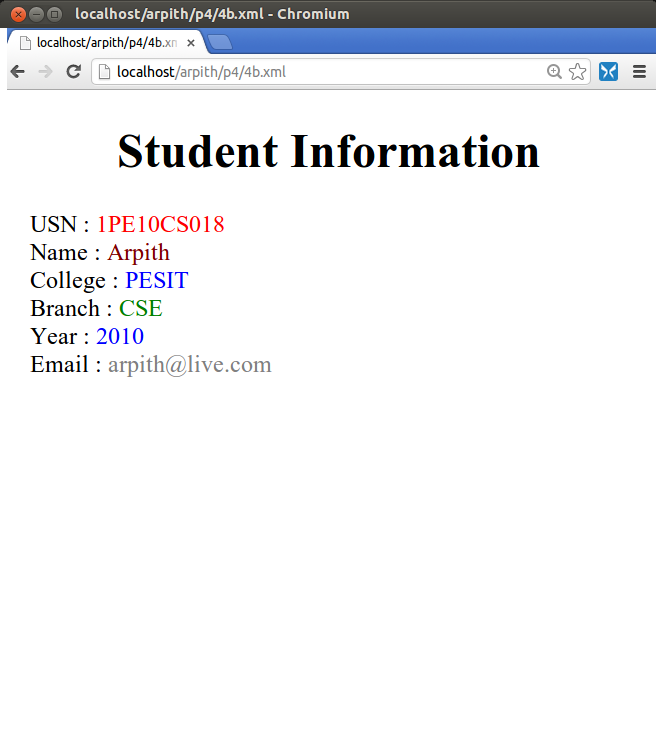 localhost/arpith/p4/4b.xml - Chromium
localhost/arpith/p4/4b.xn
localhost/arpith/p4/4b.xml
Student Information
USN : 1PE10CS018
Name : Arpith
College : PESIT
Branch : CSE
Year : 2010
Email : arpith@live.com